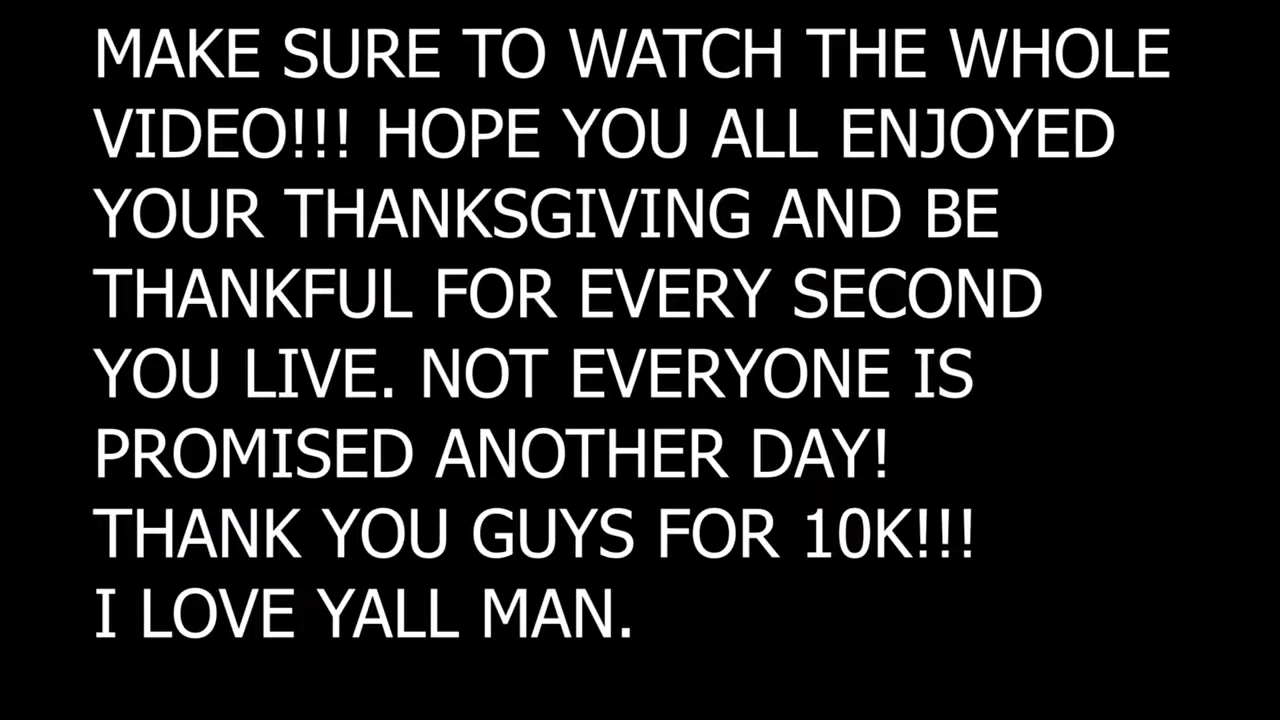 MAKE SURE TO WATCH THE WHOLE
VIDEO!!! HOPE YOU ALL ENJOYED
YOUR THANKSGIVING AND BE
THANKFUL FOR EVERY SECOND
YOU LIVE. NOT EVERYONE IS
PROMISED ANOTHER DAY!
THANK YOU GUYS FOR 10K!!!
I LOVE YALL MAN.